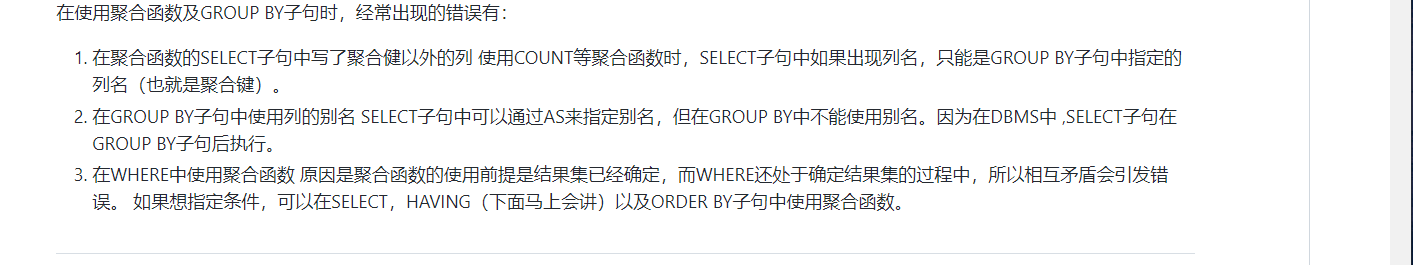 在使用聚合函数及GROUP BY子句时，经常出现的错误有：
1. 在聚合函数的SELECT子句中写了聚合健以外的列 使用COUNT等聚合函数时，SELECT子句中如果出现列名，只能是GROUP BY子句中指定的
列名（也就是聚合键）。
2. 在GROUP BY子句中使用列的别名 SELECT子句中可以通过AS来指定别名，但在GROUP BY中不能使用别名。因为在DBMS中 ,SELECT子句在
GROUP BY子句后执行。
3. 在WHERE中使用聚合函数 原因是聚合函数的使用前提是结果集已经确定，而WHERE还处于确定结果集的过程中，所以相互矛盾会引发错
误。 如果想指定条件，可以在SELECT，HAVING（下面马上会讲）以及ORDER BY子句中使用聚合函数。